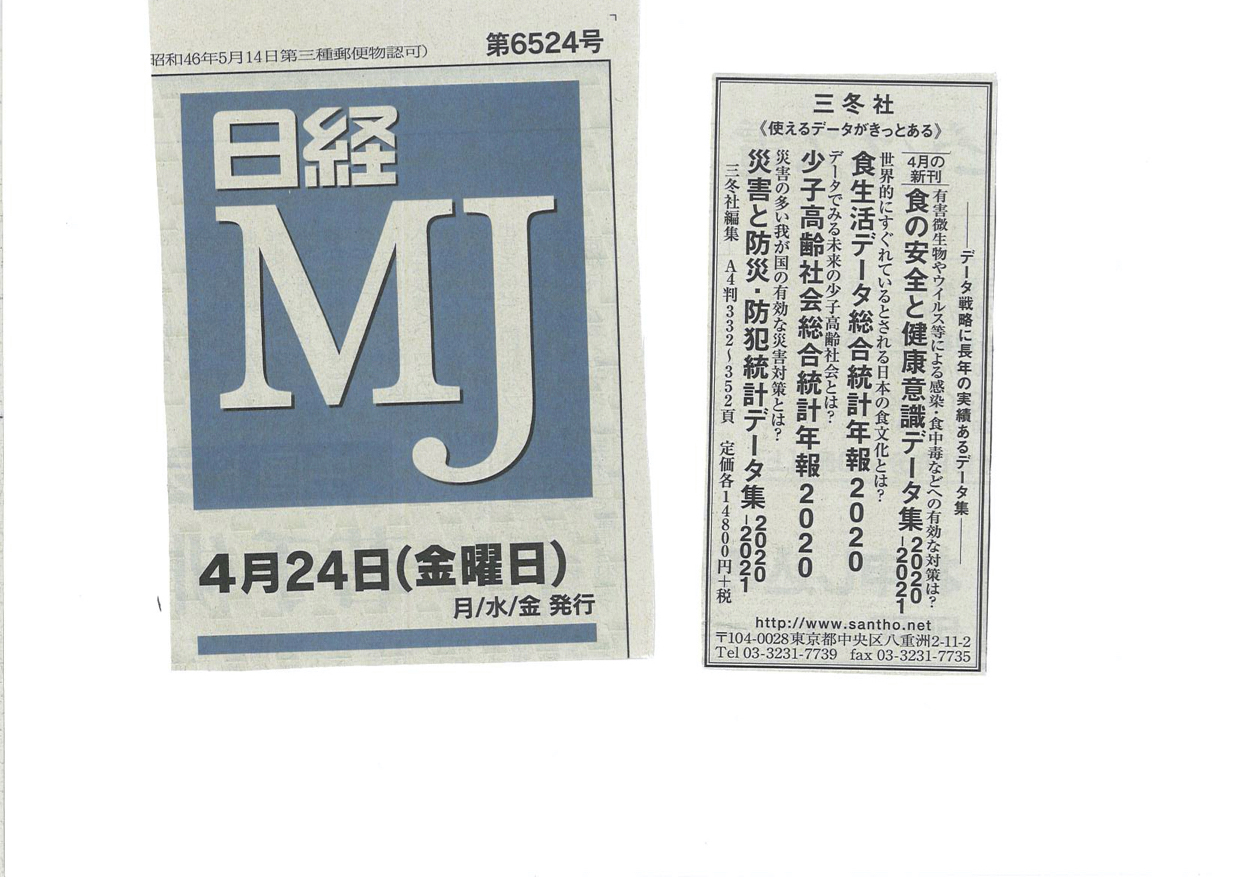 昭和46年5月14日第三種郵便物認可)
第6524号
日経
MJ
4月24日(金曜日)
月/水/金 発行
三冬社
《使えるデータがきっとある》
――データ戦略に長年の実績あるデータ集――
4月の
新刊
有害微生物やウイルス等による感染・食中毒などへの有効な対策は?
食の安全と健康意識データ集2020–2021
世界的にすぐれているとされる日本の食文化とは?
食生活データ総合統計年報2020
データでみる未来の少子高齢社会とは?
少子高齢社会総合統計年報2020
災害の多い我が国の有効な災害対策とは?
災害と防災・防犯統計データ集2020–2021
三冬社編集 A4判332〜352頁 定価各14800円+税
http://www.santho.net
〒104-0028東京都中央区八重洲2-11-2
Tel 03-3231-7739 fax 03-3231-7735